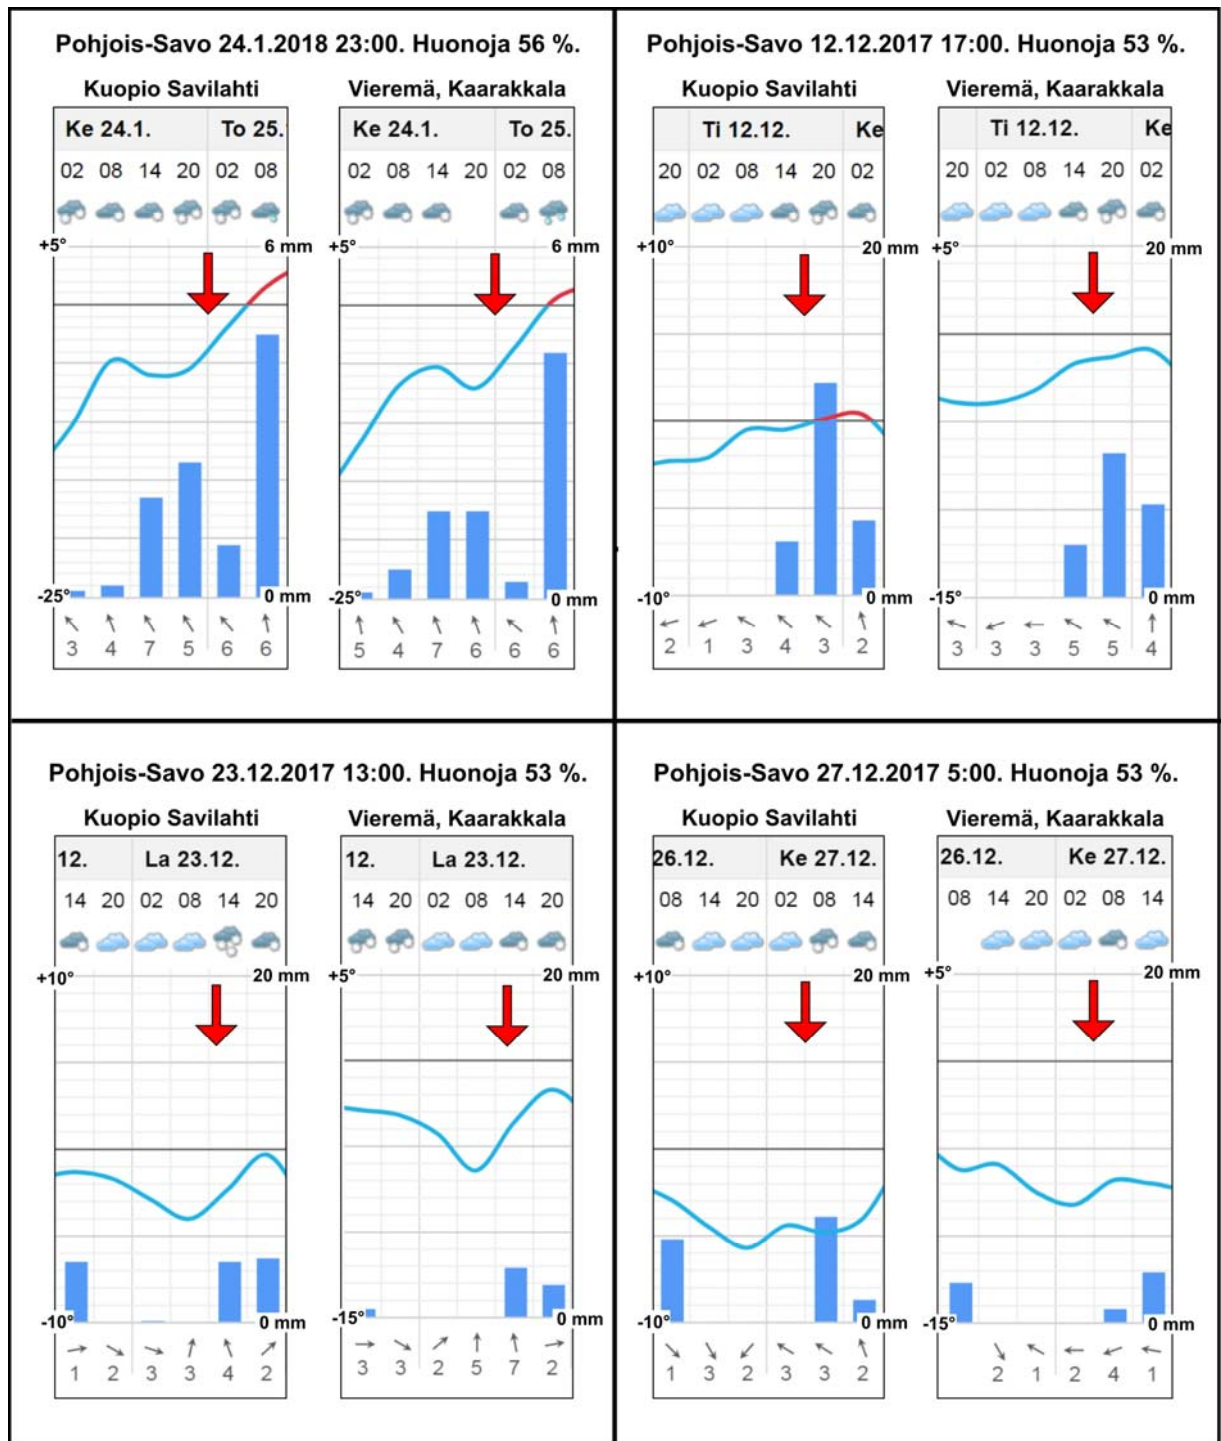 Pohjois-Savo 24.1.2018 23:00. Huonoja 56 %.
Kuopio Savilahti
Ke 24.1. To 25.
02 08 14 20 02 08
+5° 6 mm
-25° 0 mm
3 4 7 5 6 6
Vieremä, Kaarakkala
Ke 24.1. To 25.
02 08 14 20 02 08
+5° 6 mm
-25° 0 mm
5 4 7 6 6 6
Pohjois-Savo 12.12.2017 17:00. Huonoja 53 %.
Kuopio Savilahti
Ti 12.12. Ke
20 02 08 14 20 02
+10° 20 mm
-10° 0 mm
2 1 3 4 3 2
Vieremä, Kaarakkala
Ti 12.12. Ke
20 02 08 14 20 02
+5° 20 mm
-15° 0 mm
3 3 3 5 5 4
Pohjois-Savo 23.12.2017 13:00. Huonoja 53 %.
Kuopio Savilahti
12. La 23.12.
14 20 02 08 14 20
+10° 20 mm
-10° 0 mm
1 2 3 3 4 2
Vieremä, Kaarakkala
12. La 23.12.
14 20 02 08 14 20
+5° 20 mm
-15° 0 mm
3 3 2 5 7 2
Pohjois-Savo 27.12.2017 5:00. Huonoja 53 %.
Kuopio Savilahti
26.12. Ke 27.12.
08 14 20 02 08 14
+10° 20 mm
-10° 0 mm
1 3 2 3 3 2
Vieremä, Kaarakkala
26.12. Ke 27.12.
08 14 20 02 08 14
+5° 20 mm
-15° 0 mm
2 1 2 4 1